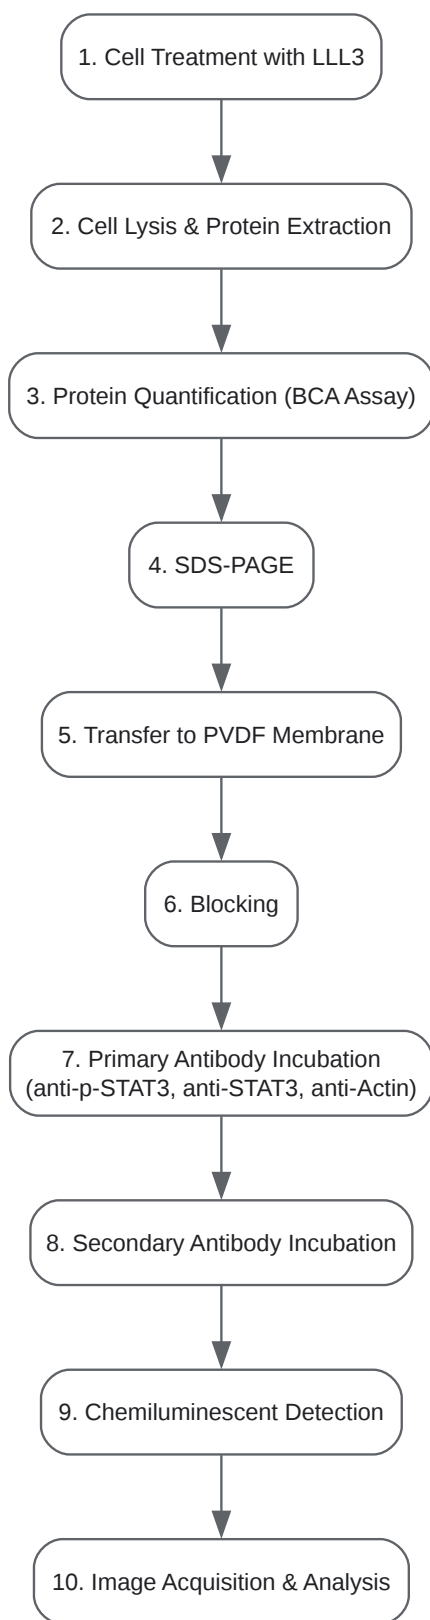 1. Cell Treatment with LLL3
2. Cell Lysis & Protein Extraction
3. Protein Quantification (BCA Assay)
4. SDS-PAGE
5. Transfer to PVDF Membrane
6. Blocking
7. Primary Antibody Incubation
(anti-p-STAT3, anti-STAT3, anti-Actin)
8. Secondary Antibody Incubation
9. Chemiluminescent Detection
10. Image Acquisition & Analysis